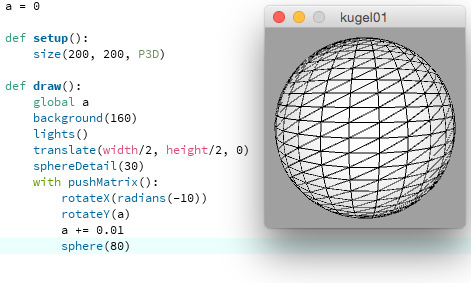 a = 0
def setup():
    size(200, 200, P3D)
def draw():
    global a
    background(160)
    lights()
    translate(width/2, height/2, 0)
    sphereDetail(30)
    with pushMatrix():
        rotateX(radians(-10))
        rotateY(a)
        a += 0.01
        sphere(80)
kugel01